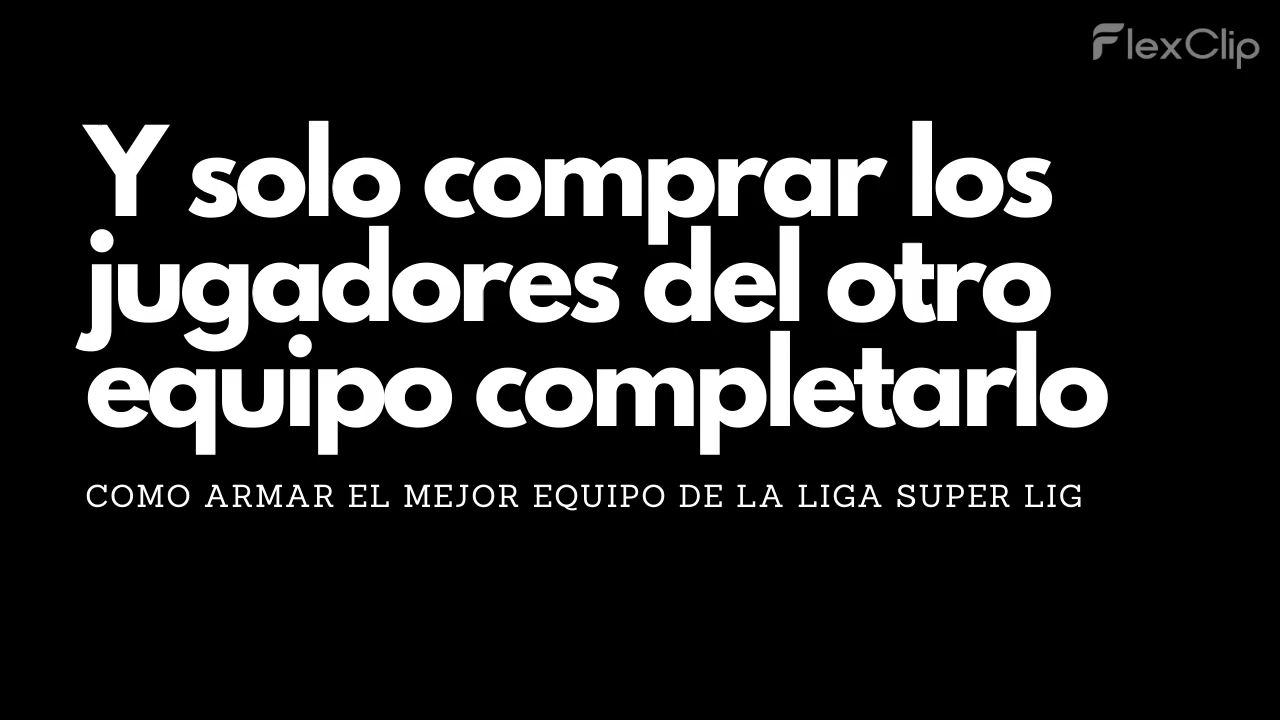 FlexClip
Y solo comprar los
jugadores del otro
equipo completarlo
COMO ARMAR EL MEJOR EQUIPO DE LA LIGA SUPER LIG